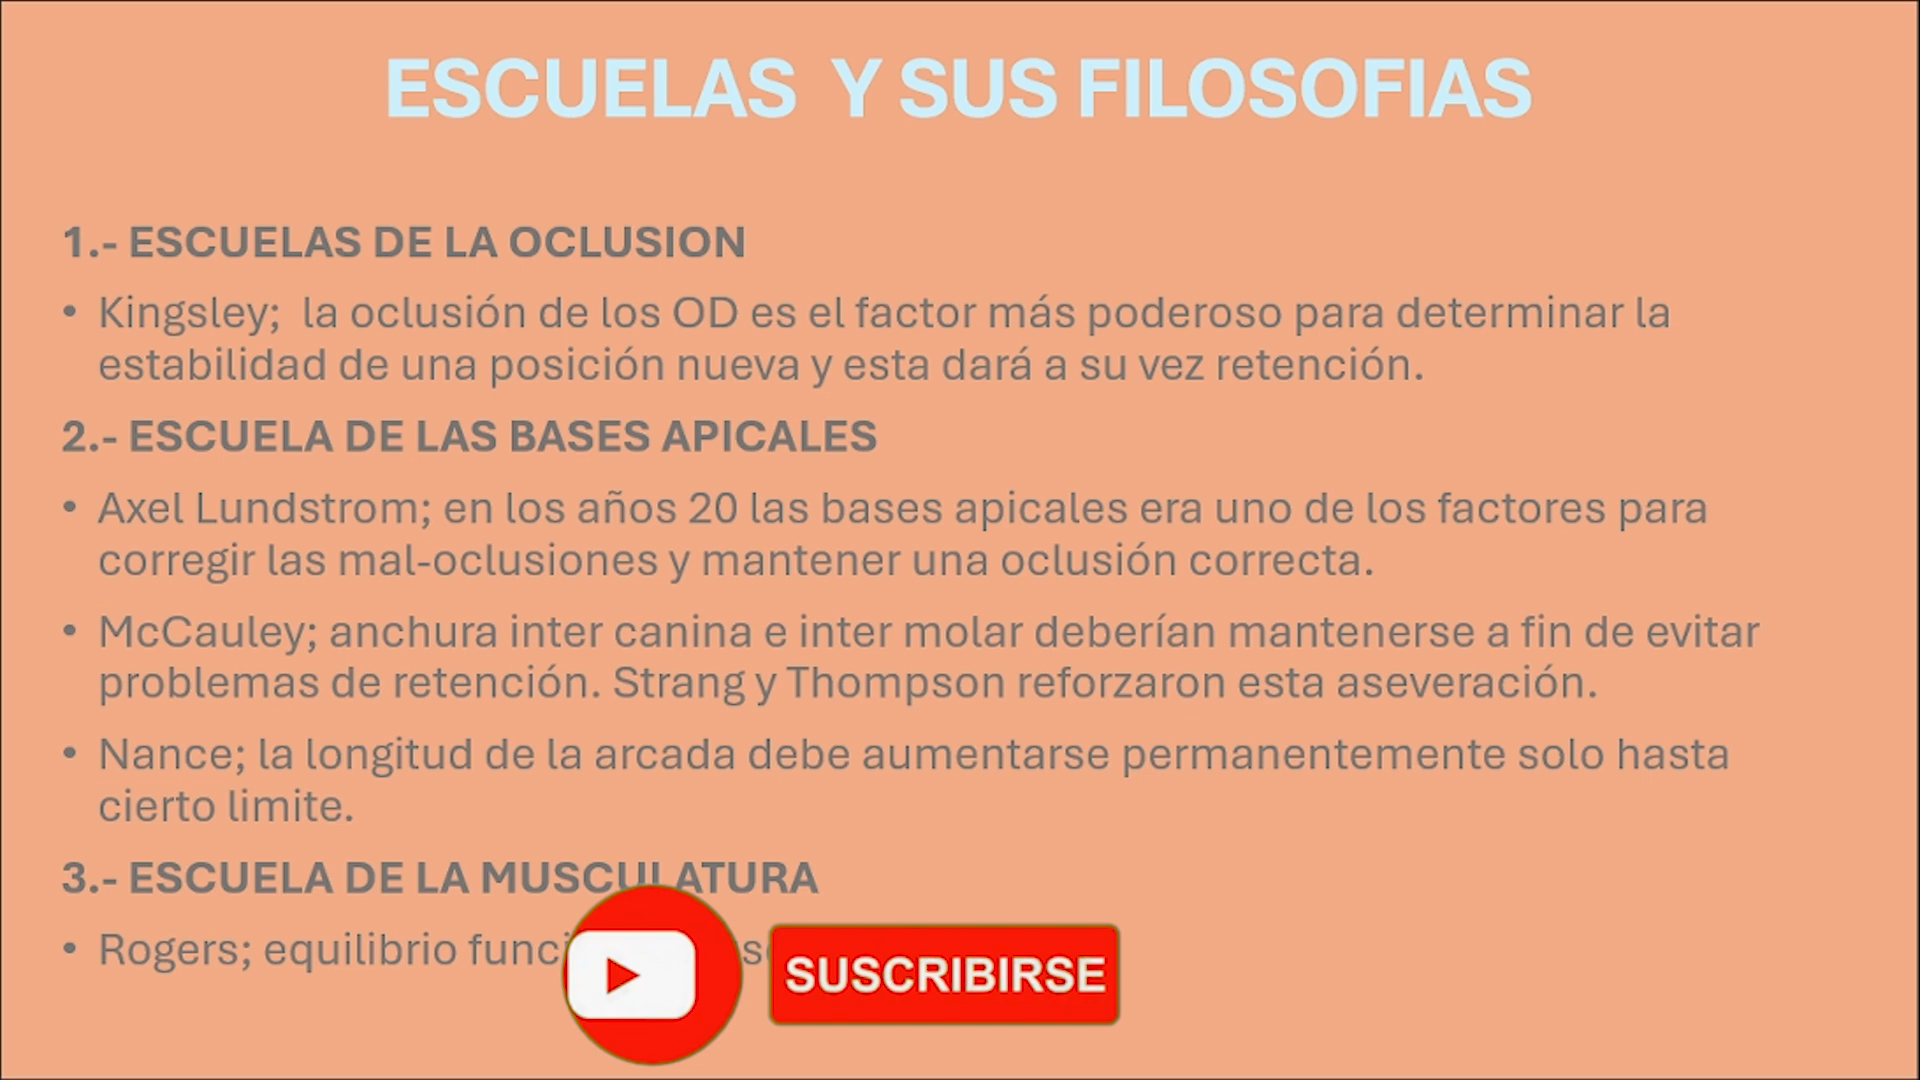 ESCUELAS Y SUS FILOSOFIAS
1.- ESCUELAS DE LA OCLUSION
• Kingsley; la oclusión de los OD es el factor más poderoso para determinar la
estabilidad de una posición nueva y esta dará a su vez retención.
2.- ESCUELA DE LAS BASES APICALES
• Axel Lundstrom; en los años 20 las bases apicales era uno de los factores para
corregir las mal-oclusiones y mantener una oclusión correcta.
• McCauley; anchura inter canina e inter molar deberían mantenerse a fin de evitar
problemas de retención. Strang y Thompson reforzaron esta aseveración.
• Nance; la longitud de la arcada debe aumentarse permanentemente solo hasta
cierto limite.
3.- ESCUELA DE LA MUSCULATURA
• Rogers; equilibrio
SUSCRIBIRSE